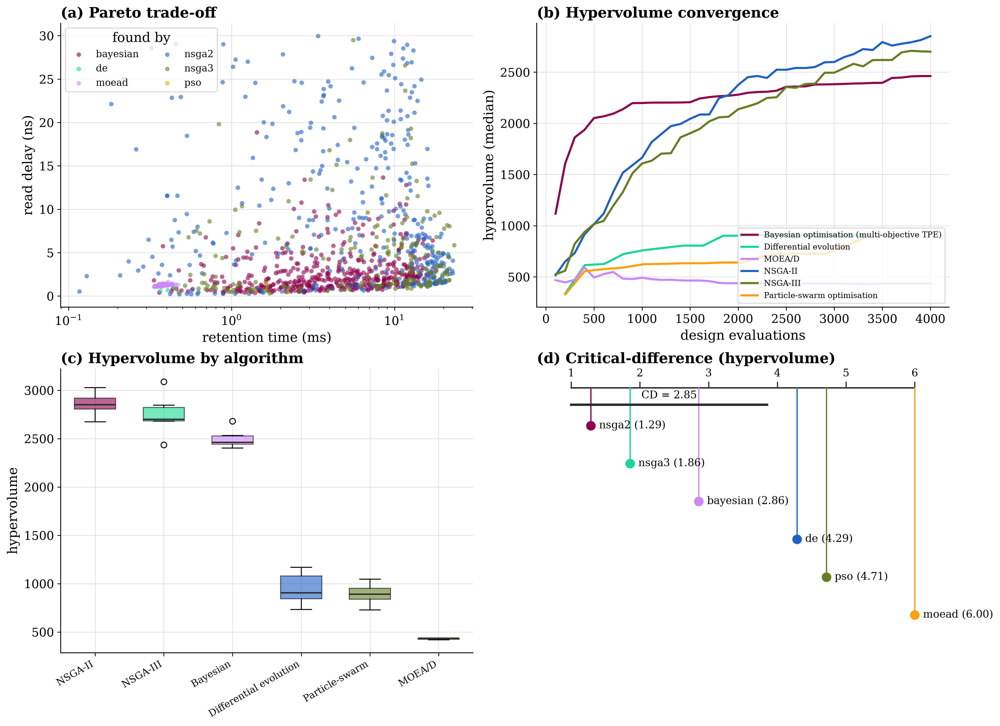 (a) Pareto trade-off
found by
bayesian
de
moead
nsga2
nsga3
pso
30
25
20
15
10
5
0
read delay (ns)
10⁻¹
10⁰
10¹
retention time (ms)
(b) Hypervolume convergence
2500
2000
1500
1000
500
hypervolume (median)
Bayesian optimisation (multi-objective TPE)
Differential evolution
MOEA/D
NSGA-II
NSGA-III
Particle-swarm optimisation
0
500
1000
1500
2000
2500
3000
3500
4000
design evaluations
(c) Hypervolume by algorithm
3000
2500
2000
1500
1000
500
hypervolume
NSGA-II
NSGA-III
Bayesian
Differential evolution
Particle-swarm
MOEA/D
(d) Critical-difference (hypervolume)
1
2
3
4
5
6
CD = 2.85
nsga2 (1.29)
nsga3 (1.86)
bayesian (2.86)
de (4.29)
pso (4.71)
moead (6.00)